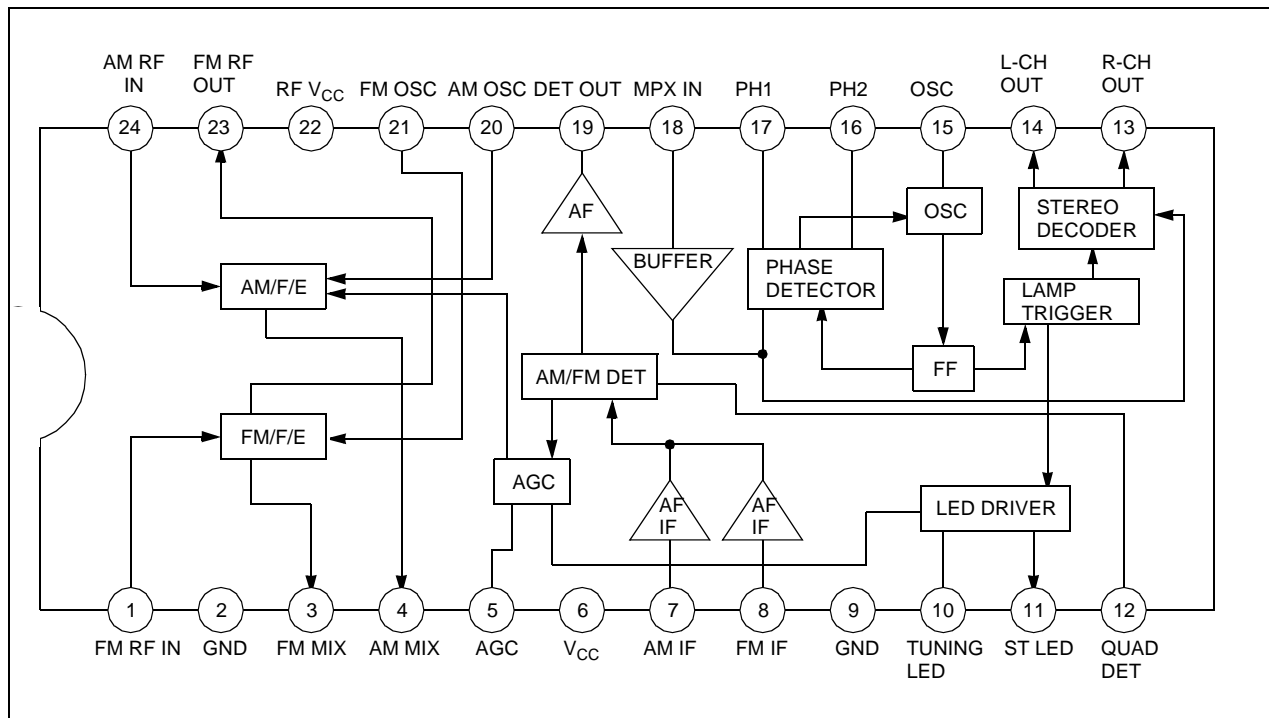 AM RF
IN
FM RF
OUT
RF VCC
FM OSC
AM OSC
DET OUT
MPX IN
PH1
PH2
OSC
L-CH
OUT
R-CH
OUT
24
23
22
21
20
19
18
17
16
15
14
13
AF
BUFFER
PHASE
DETECTOR
OSC
STEREO
DECODER
AM/F/E
LAMP
TRIGGER
AM/FM DET
FF
FM/F/E
AGC
AF
IF
AF
IF
LED DRIVER
1
2
3
4
5
6
7
8
9
10
11
12
FM RF IN
GND
FM MIX
AM MIX
AGC
VCC
AM IF
FM IF
GND
TUNING
LED
ST LED
QUAD
DET